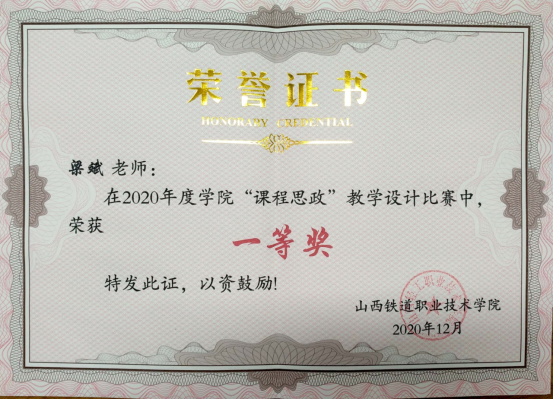 荣誉证书
HONORARY CREDENTIAL
梁斌 老师：
在2020年度学院“课程思政”教学设计比赛中，
荣获
一等奖
特发此证，以资鼓励!
山西铁道职业技术学院
2020年12月